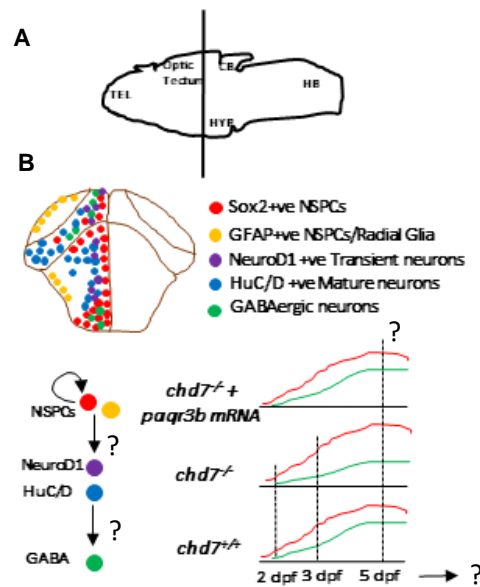 A
Optic
Tectum
CB
TEL
HB
HYP
B
Sox2+ve NSPCs
GFAP+ve NSPCs/Radial Glia
NeuroD1 +ve Transient neurons
HuC/D +ve Mature neurons
GABAergic neurons
?
chd7-/- +
paqr3b mRNA
NSPCs
?
NeuroD1
HuC/D
chd7-/-
?
GABA
chd7+/+
2 dpf 3 dpf 5 dpf ?